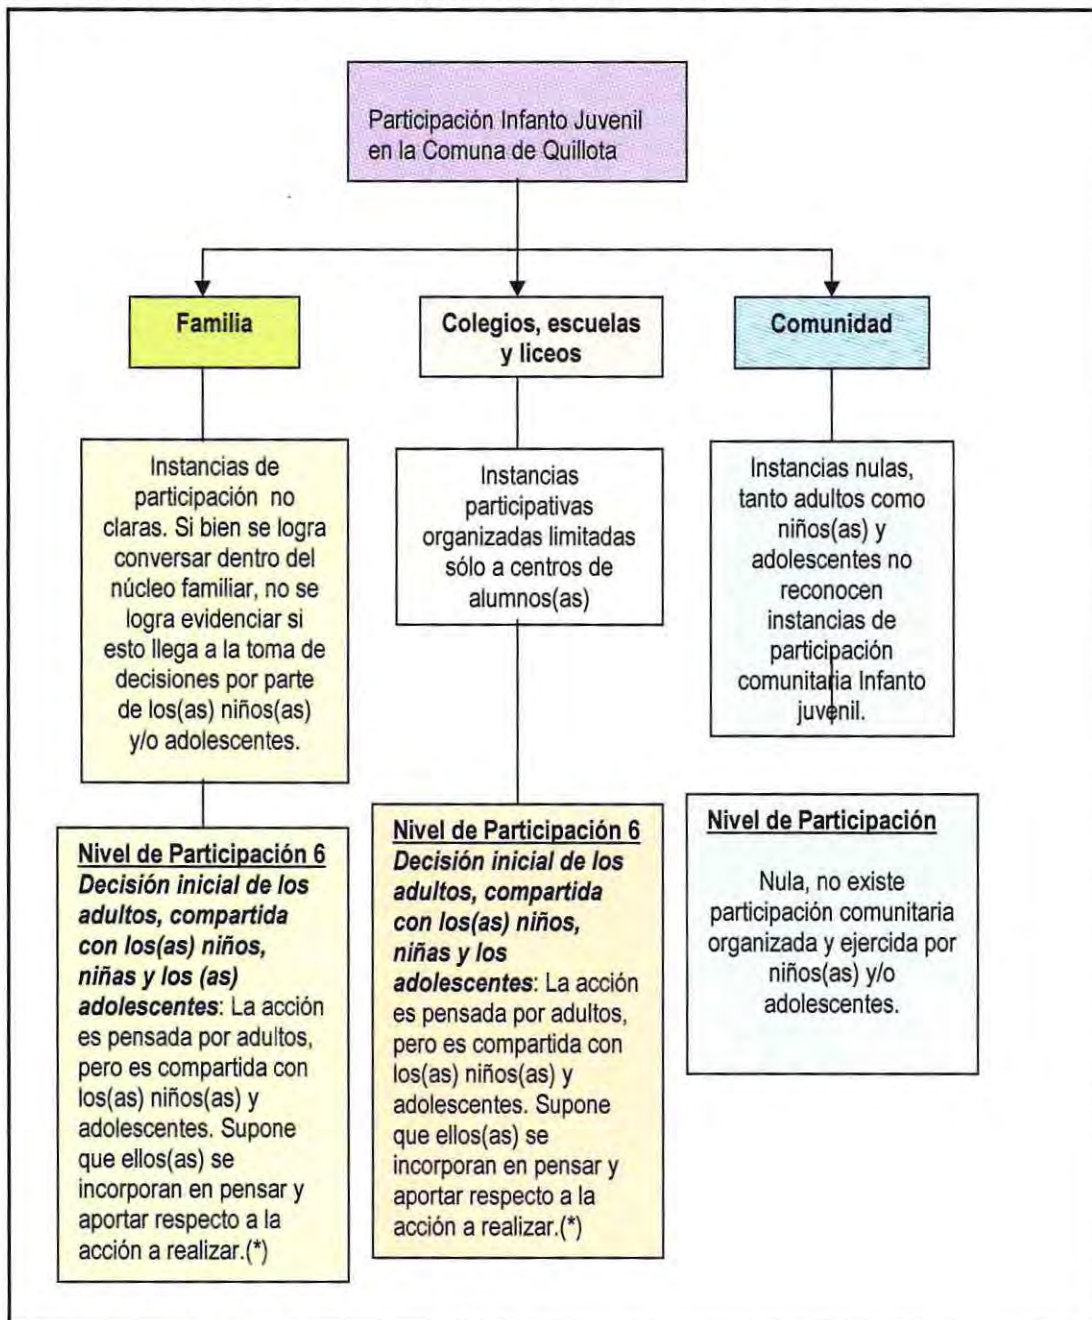 Participación Infanto Juvenil
en la Comuna de Quillota
Familia
Colegios, escuelas
y liceos
Comunidad
Instancias de
participación no
claras. Si bien se logra
conversar dentro del
núcleo familiar, no se
logra evidenciar si
esto llega a la toma de
decisiones por parte
de los(as) niños(as)
y/o adolescentes.
Instancias
participativas
organizadas limitadas
sólo a centros de
alumnos(as)
Instancias nulas,
tanto adultos como
niños(as) y
adolescentes no
reconocen
instancias de
participación
comunitaria Infanto
juvenil.
Nivel de Participación 6
Decisión inicial de los
adultos, compartida
con los(as) niños,
niñas y los (as)
adolescentes: La acción
es pensada por adultos,
pero es compartida con
los(as) niños(as) y
adolescentes. Supone
que ellos(as) se
incorporan en pensar y
aportar respecto a la
acción a realizar.(*)
Nivel de Participación 6
Decisión inicial de los
adultos, compartida
con los(as) niños,
niñas y los
adolescentes: La acción
es pensada por adultos,
pero es compartida con
los(as) niños(as) y
adolescentes. Supone
que ellos(as) se
incorporan en pensar y
aportar respecto a la
acción a realizar.(*)
Nivel de Participación
Nula, no existe
participación comunitaria
organizada y ejercida por
niños(as) y/o
adolescentes.